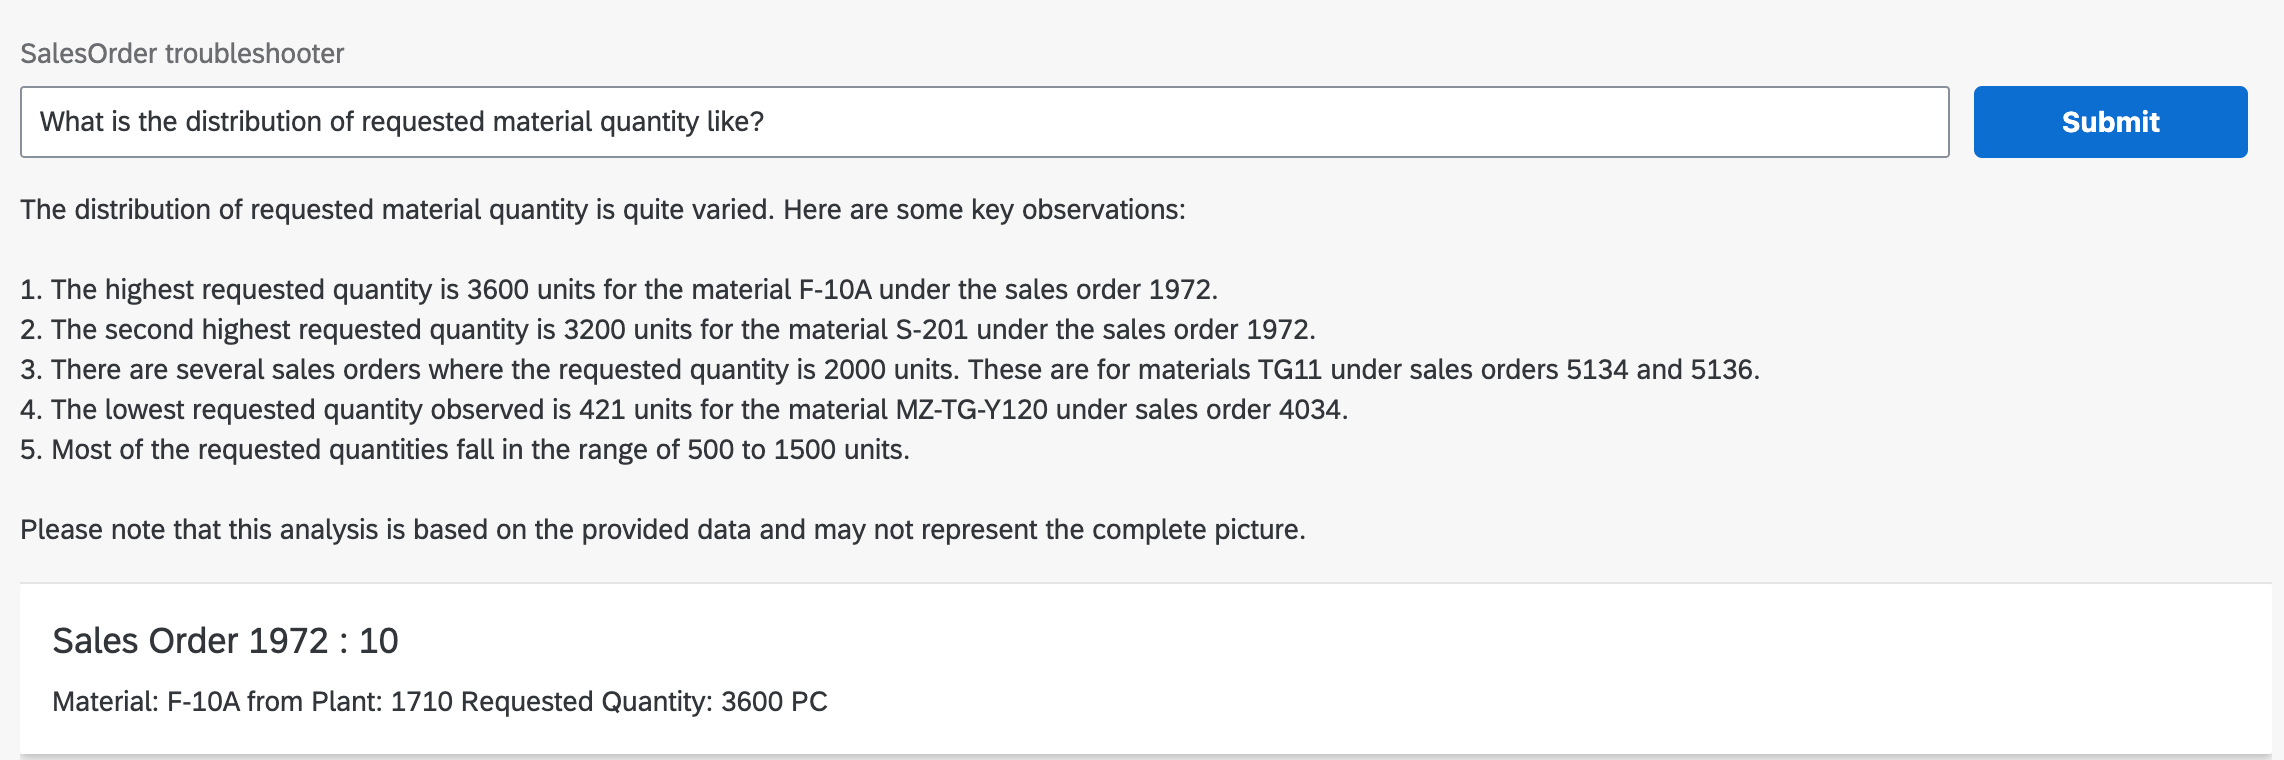 SalesOrder troubleshooter
What is the distribution of requested material quantity like?
Submit
The distribution of requested material quantity is quite varied. Here are some key observations:
1. The highest requested quantity is 3600 units for the material F-10A under the sales order 1972.
2. The second highest requested quantity is 3200 units for the material S-201 under the sales order 1972.
3. There are several sales orders where the requested quantity is 2000 units. These are for materials TG11 under sales orders 5134 and 5136.
4. The lowest requested quantity observed is 421 units for the material MZ-TG-Y120 under sales order 4034.
5. Most of the requested quantities fall in the range of 500 to 1500 units.
Please note that this analysis is based on the provided data and may not represent the complete picture.
Sales Order 1972 : 10
Material: F-10A from Plant: 1710 Requested Quantity: 3600 PC